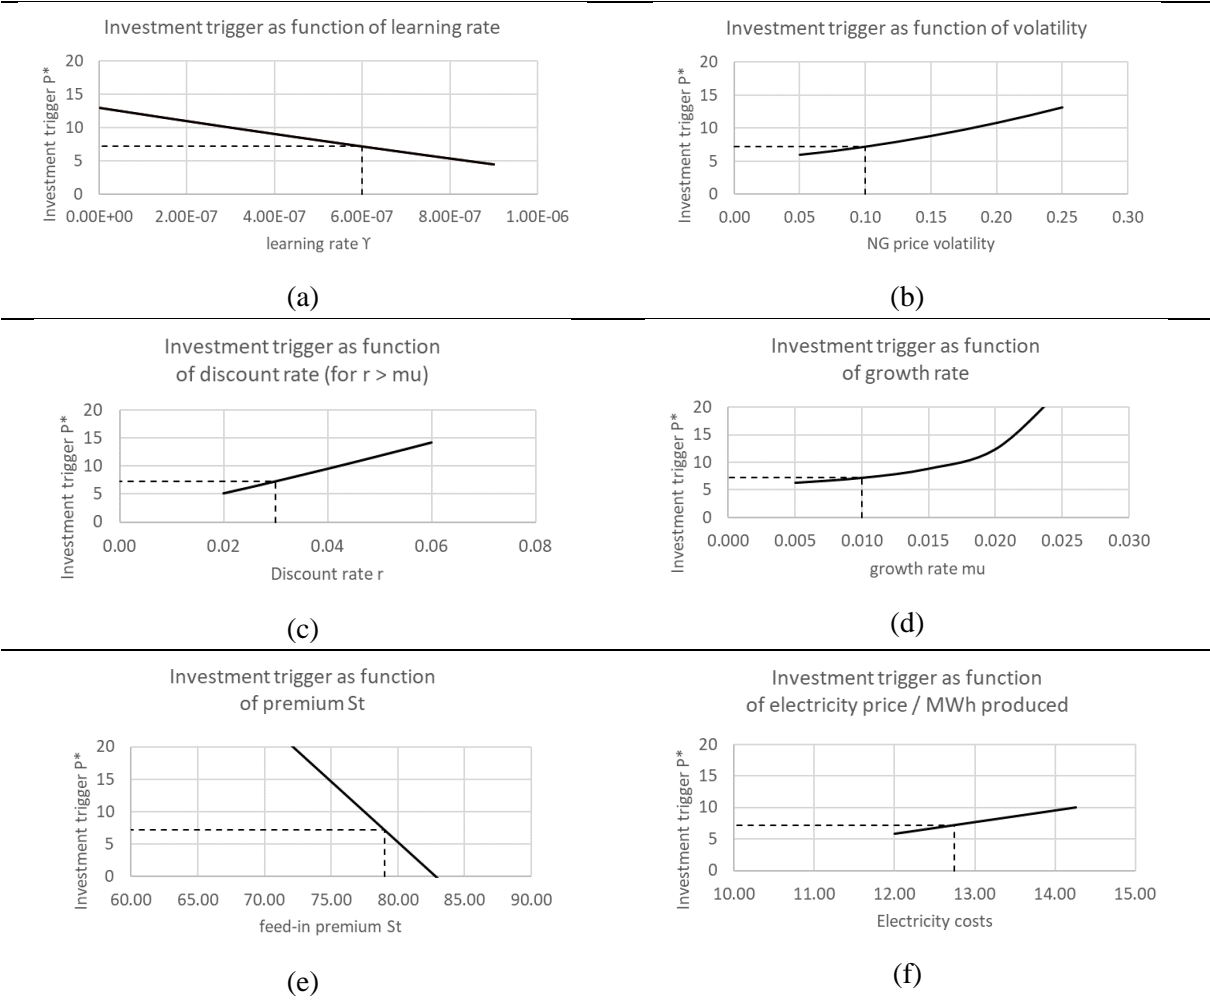 Investment trigger as function of learning rate
Investment trigger P*
20
15
10
5
0
0.00E+00 2.00E-07 4.00E-07 6.00E-07 8.00E-07 1.00E-06
learning rate ϒ
(a)
Investment trigger as function of volatility
Investment trigger P*
20
15
10
5
0
0.00 0.05 0.10 0.15 0.20 0.25 0.30
NG price volatility
(b)
Investment trigger as function
of discount rate (for r > mu)
Investment trigger P*
20
15
10
5
0
0.00 0.02 0.04 0.06 0.08
Discount rate r
(c)
Investment trigger as function
of growth rate
Investment trigger P*
20
15
10
5
0
0.000 0.005 0.010 0.015 0.020 0.025 0.030
growth rate mu
(d)
Investment trigger as function
of premium St
Investment trigger P*
20
15
10
5
0
60.00 65.00 70.00 75.00 80.00 85.00 90.00
feed-in premium St
(e)
Investment trigger as function
of electricity price / MWh produced
Investment trigger P*
20
15
10
5
0
10.00 11.00 12.00 13.00 14.00 15.00
Electricity costs
(f)